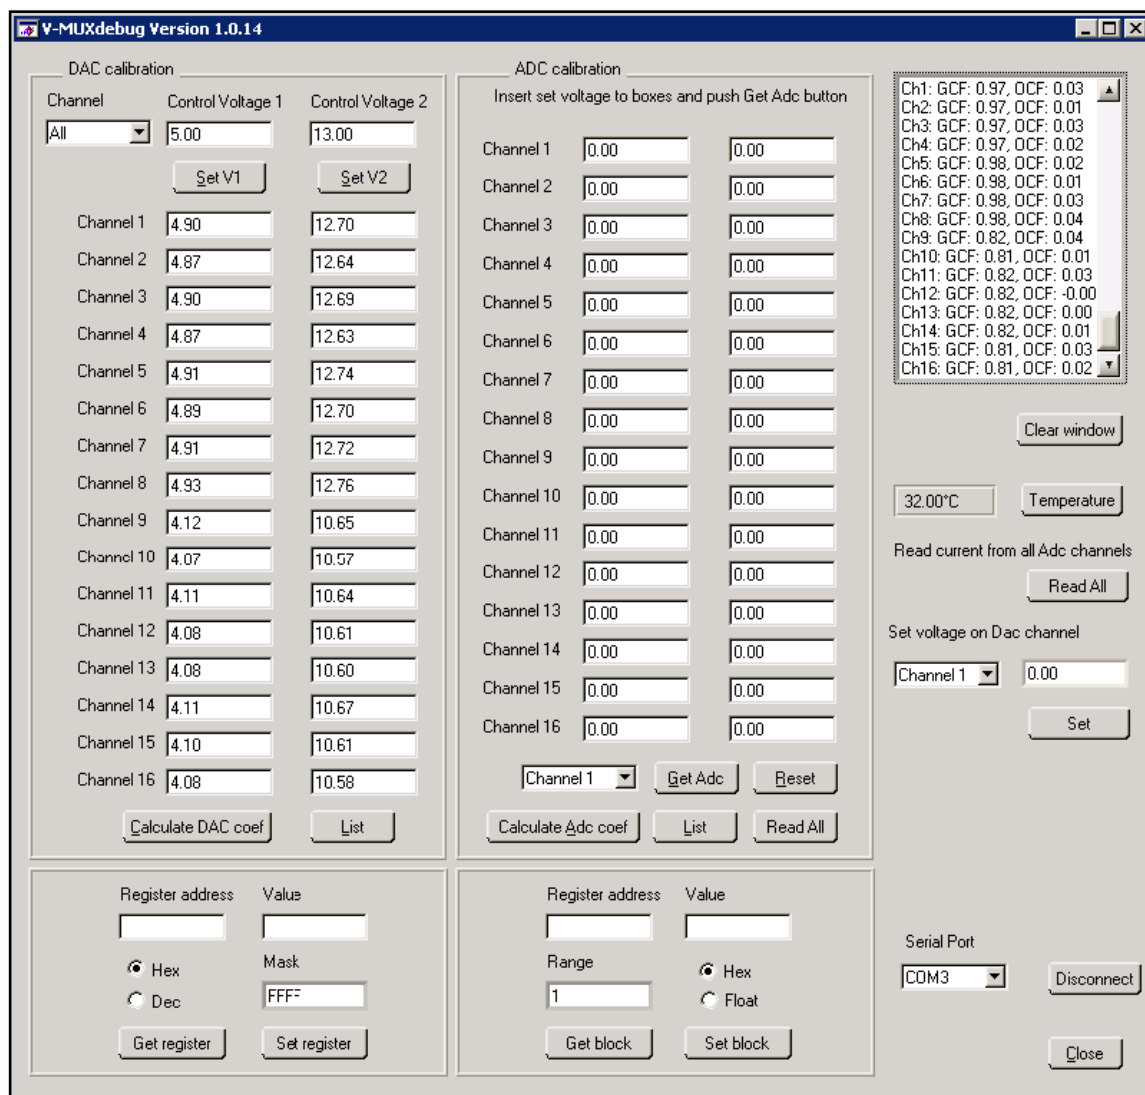 V-MUXdebug Version 1.0.14
DAC calibration
Channel Control Voltage 1 Control Voltage 2
All 5.00 13.00
Set V1 Set V2
Channel 1 4.90 12.70
Channel 2 4.87 12.64
Channel 3 4.90 12.69
Channel 4 4.87 12.63
Channel 5 4.91 12.74
Channel 6 4.89 12.70
Channel 7 4.91 12.72
Channel 8 4.93 12.76
Channel 9 4.12 10.65
Channel 10 4.07 10.57
Channel 11 4.11 10.64
Channel 12 4.08 10.61
Channel 13 4.08 10.60
Channel 14 4.11 10.67
Channel 15 4.10 10.61
Channel 16 4.08 10.58
Calculate DAC coef List
ADC calibration
Insert set voltage to boxes and push Get Adc button
Channel 1 0.00 0.00
Channel 2 0.00 0.00
Channel 3 0.00 0.00
Channel 4 0.00 0.00
Channel 5 0.00 0.00
Channel 6 0.00 0.00
Channel 7 0.00 0.00
Channel 8 0.00 0.00
Channel 9 0.00 0.00
Channel 10 0.00 0.00
Channel 11 0.00 0.00
Channel 12 0.00 0.00
Channel 13 0.00 0.00
Channel 14 0.00 0.00
Channel 15 0.00 0.00
Channel 16 0.00 0.00
Channel 1 Get Adc Reset
Calculate Adc coef List Read All
Ch1: GCF: 0.97, OCF: 0.03
Ch2: GCF: 0.97, OCF: 0.01
Ch3: GCF: 0.97, OCF: 0.03
Ch4: GCF: 0.97, OCF: 0.02
Ch5: GCF: 0.98, OCF: 0.02
Ch6: GCF: 0.98, OCF: 0.01
Ch7: GCF: 0.98, OCF: 0.03
Ch8: GCF: 0.98, OCF: 0.04
Ch9: GCF: 0.82, OCF: 0.04
Ch10: GCF: 0.81, OCF: 0.01
Ch11: GCF: 0.82, OCF: 0.03
Ch12: GCF: 0.82, OCF: -0.00
Ch13: GCF: 0.82, OCF: 0.00
Ch14: GCF: 0.82, OCF: 0.01
Ch15: GCF: 0.81, OCF: 0.03
Ch16: GCF: 0.81, OCF: 0.02
Clear window
32.00°C Temperature
Read current from all Adc channels
Read All
Set voltage on Dac channel
Channel 1 0.00
Set
Register address Value
Hex Mask
Dec FFFF
Get register Set register
Register address Value
Range Hex
1 Float
Get block Set block
Serial Port
COM3 Disconnect
Close